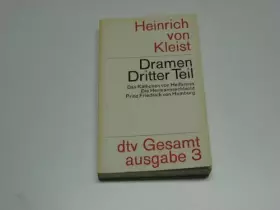 Heinrich
von
Kleist
Dramen
Dritter Teil
Das Käthchen von Heilbronn
Die Hermannsschlacht
Prinz Friedrich von Homburg
dtv Gesamt
ausgabe 3